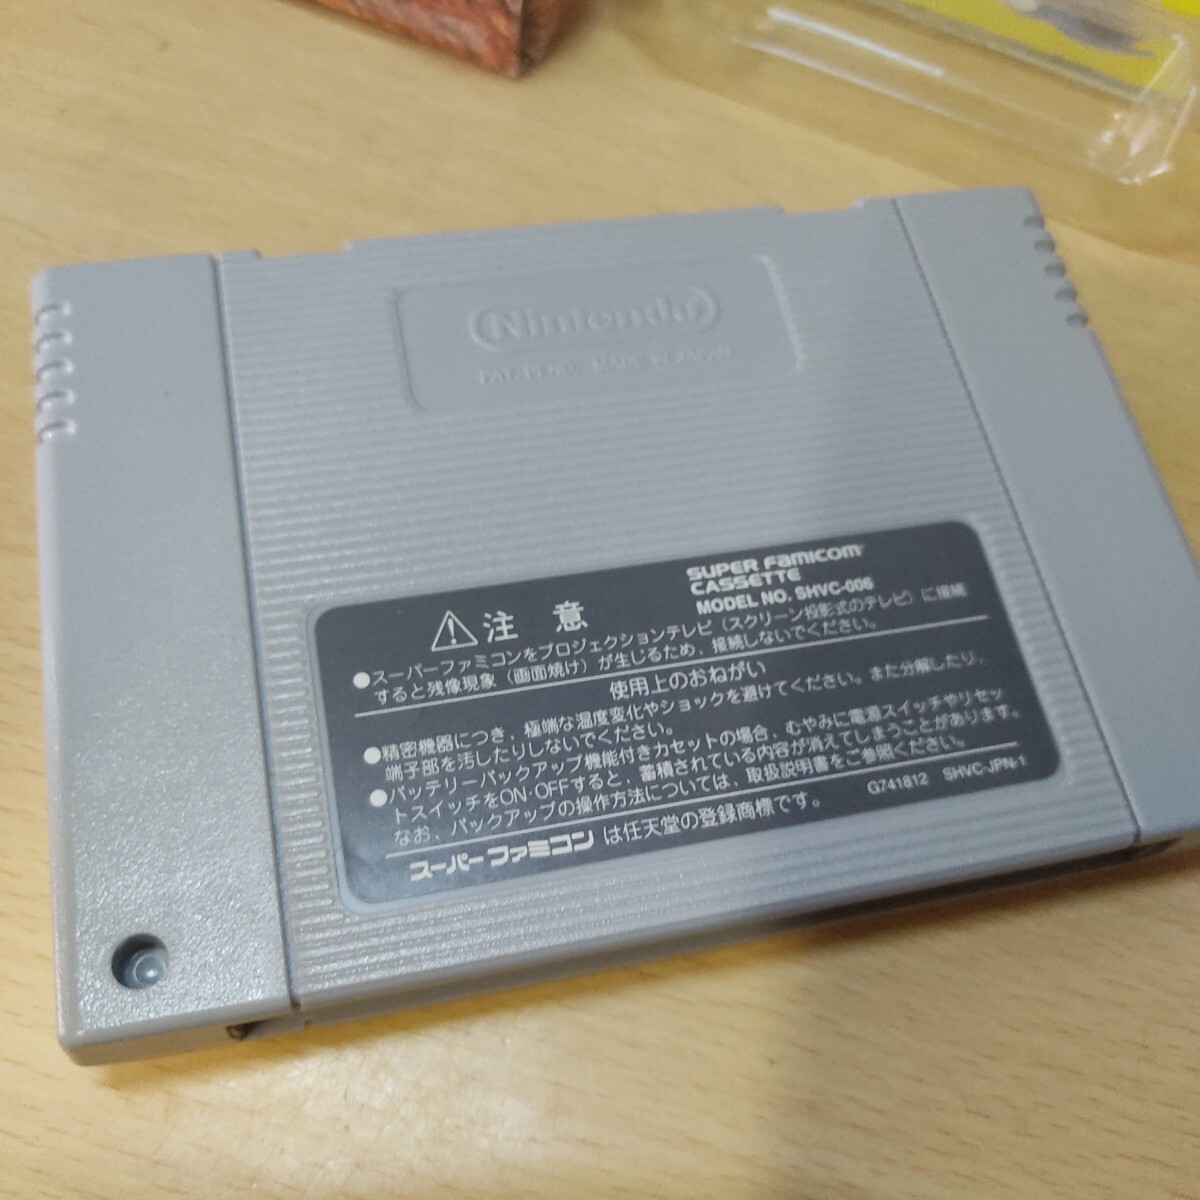 Nintendo
PAT. PEND. MADE IN JAPAN
SUPER FAMICOM
CASSETTE
MODEL NO. SHVC-006
⚠注意
●スーパーファミコンをプロジェクションテレビ（スクリーン投影式のテレビ）に接続
すると残像現象（画面焼け）が生じるため、接続しないでください。
使用上のおねがい
●精密機器につき、極端な温度変化やショックを避けてください。また分解したり、
端子部を汚したりしないでください。
●バッテリーバックアップ機能付きカセットの場合、むやみに電源スイッチやリセッ
トスイッチをON・OFFすると、蓄積されている内容が消えてしまうことがあります。
なお、バックアップの操作方法については、取扱説明書をご参照ください。
スーパーファミコンは任天堂の登録商標です。
G741812 SHVC-JPN-1